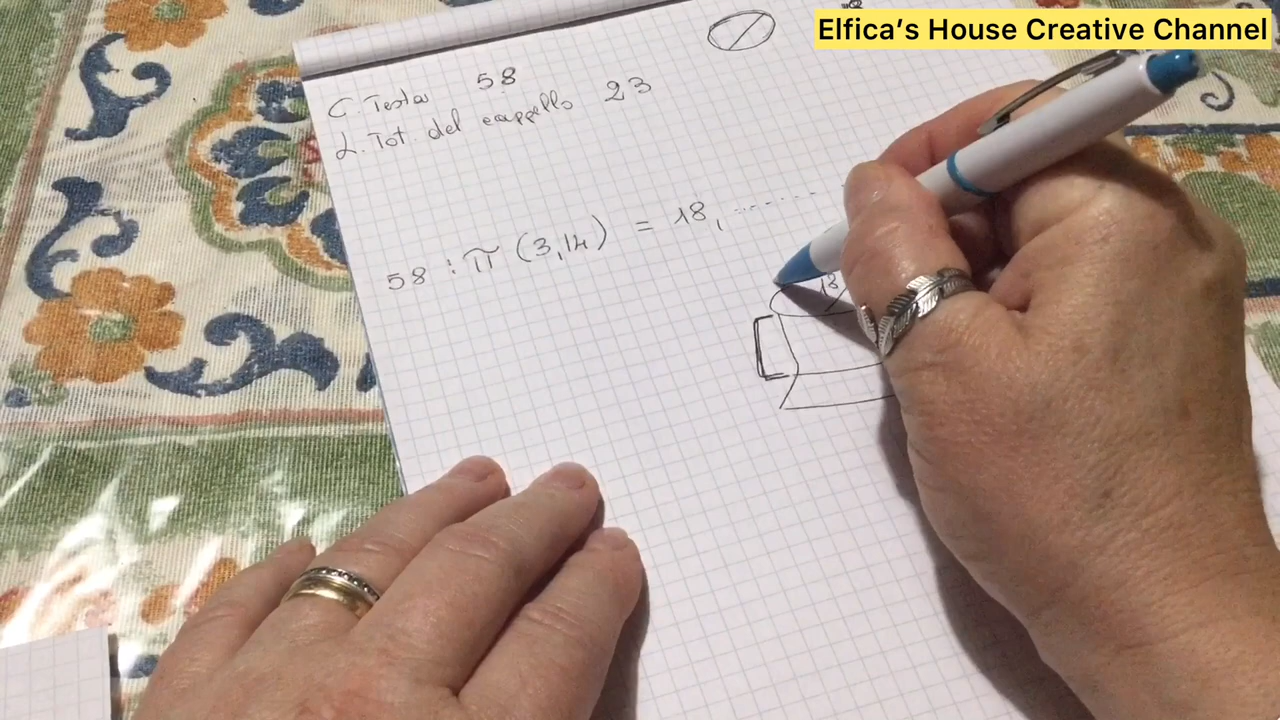 Elfica's House Creative Channel
C. Testa 58
L. Tot. del cappello 23
58 : π (3,14) = 18, .......
18